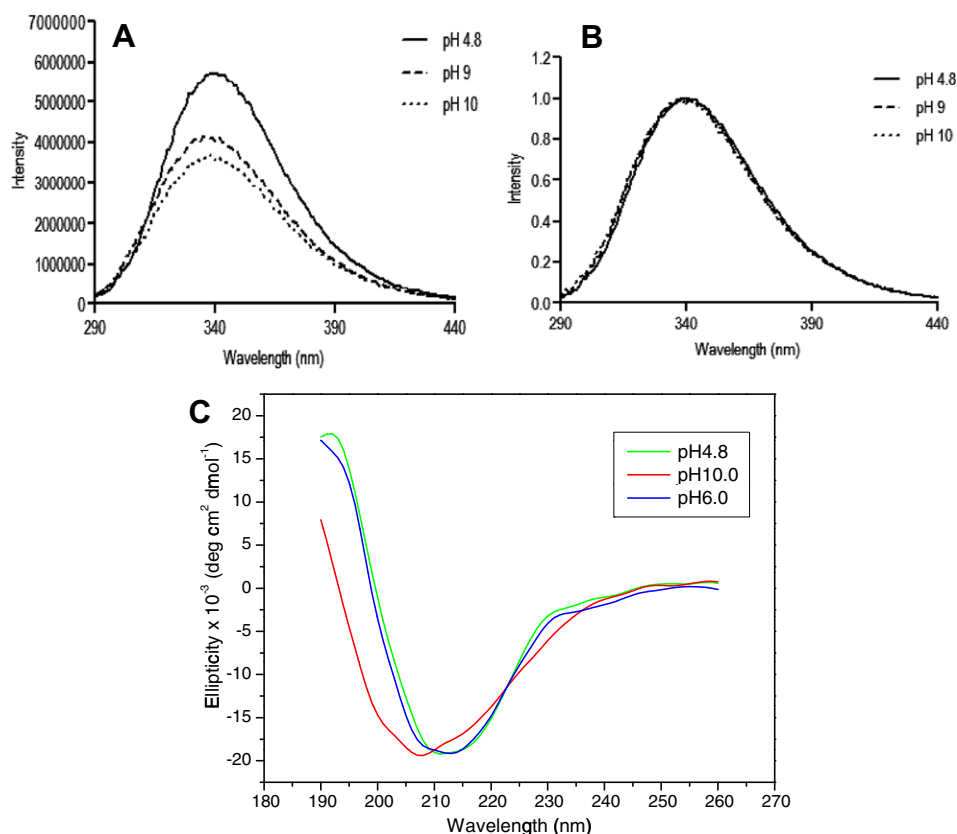 A
pH 4.8
pH 9
pH 10
7000000
6000000
5000000
4000000
3000000
2000000
1000000
0
Intensity
290 340 390 440
Wavelength (nm)
B
pH 4.8
pH 9
pH 10
1.2
1.0
0.8
0.6
0.4
0.2
0.0
Intensity
290 340 390 440
Wavelength (nm)
C
pH4.8
pH10.0
pH6.0
20
15
10
5
0
-5
-10
-15
-20
Ellipticity x 10⁻³ (deg cm² dmol⁻¹)
180 190 200 210 220 230 240 250 260 270
Wavelength (nm)